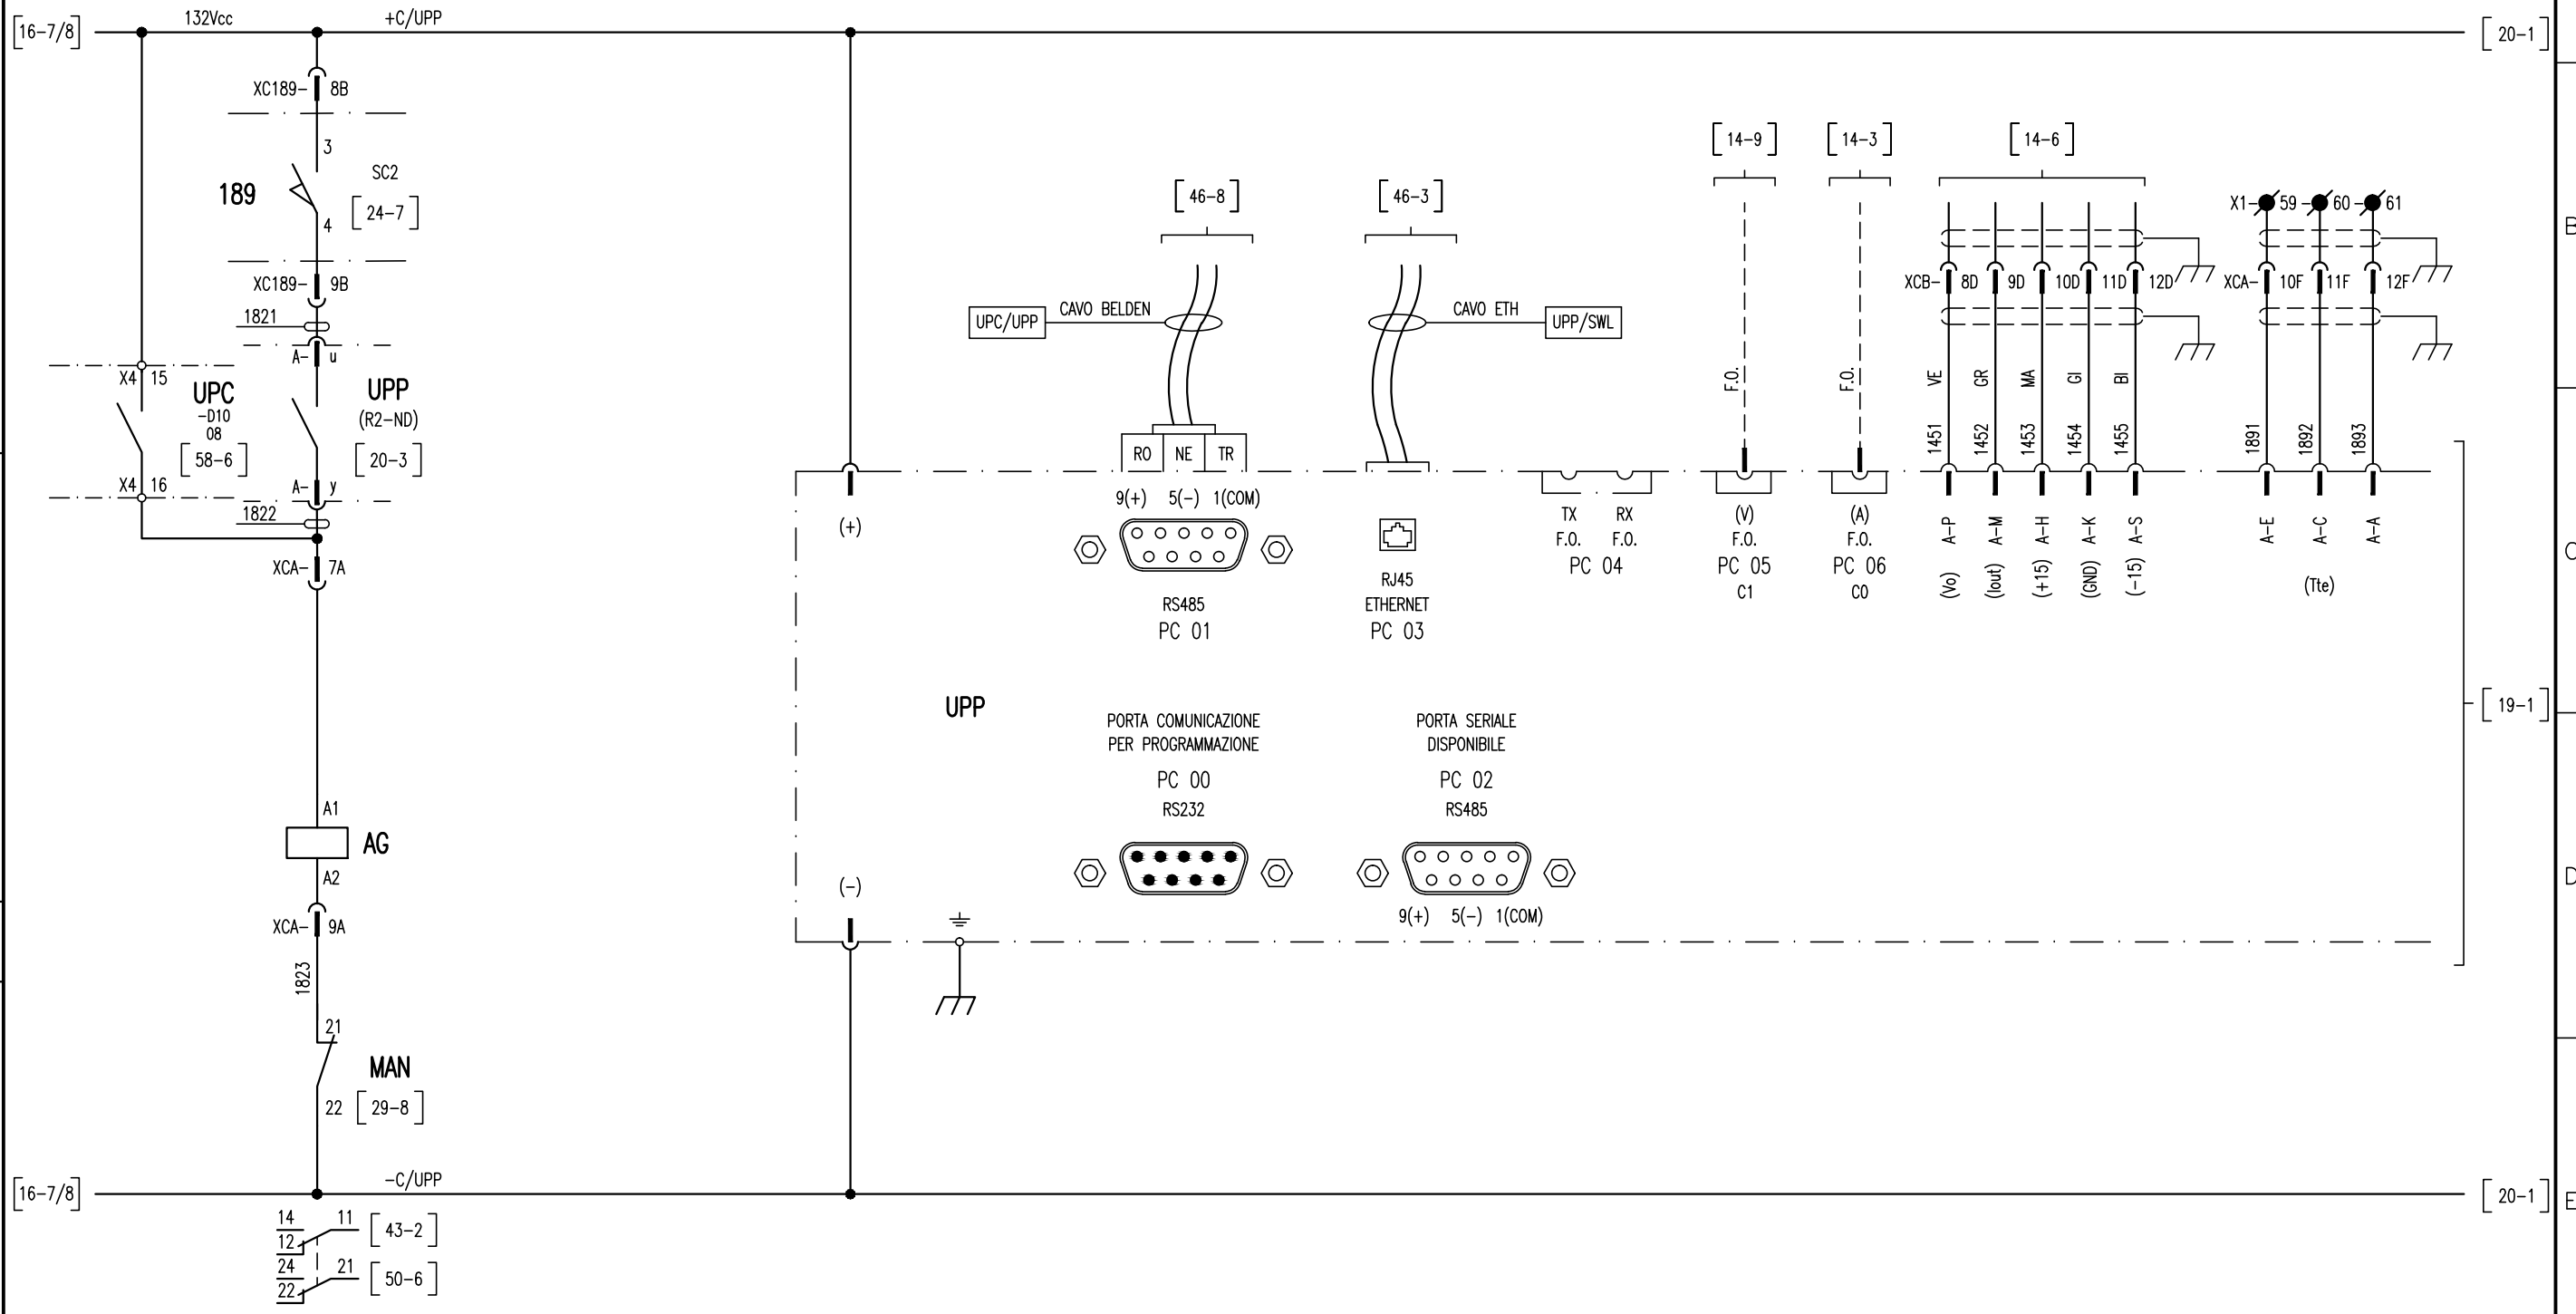 [16-7/8] 132Vcc +C/UPP [20-1]
XC189- 8B
3
189 SC2
[24-7]
4
XC189- 9B
1821
A- u
X4 15
UPC
-D10
08
[58-6]
UPP
(R2-ND)
[20-3]
X4 16
A- y
1822
XCA- 7A
A1
AG
A2
XCA- 9A
1823
21
MAN
22 [29-8]
[16-7/8] -C/UPP [20-1]
14 11 [43-2]
12
24 21 [50-6]
22
[46-8] [46-3] [14-9] [14-3] [14-6]
UPC/UPP CAVO BELDEN
CAVO ETH UPP/SWL
RO NE TR
9(+) 5(-) 1(COM)
RS485
PC 01
RJ45
ETHERNET
PC 03
TX RX
F.O. F.O.
PC 04
F.O.
(V)
F.O.
PC 05
C1
F.O.
(A)
F.O.
PC 06
C0
XCB- 8D 9D 10D 11D 12D
VE GR MA GI BI
1451 1452 1453 1454 1455
A-P A-M A-H A-K A-S
(Vo) (Iout) (+15) (GND) (-15)
X1- 59 - 60 - 61
XCA- 10F 11F 12F
1891 1892 1893
A-E A-C A-A
(Tte)
(+)
UPP
PORTA COMUNICAZIONE
PER PROGRAMMAZIONE
PC 00
RS232
PORTA SERIALE
DISPONIBILE
PC 02
RS485
9(+) 5(-) 1(COM)
(-)
[19-1]
B
C
D
E